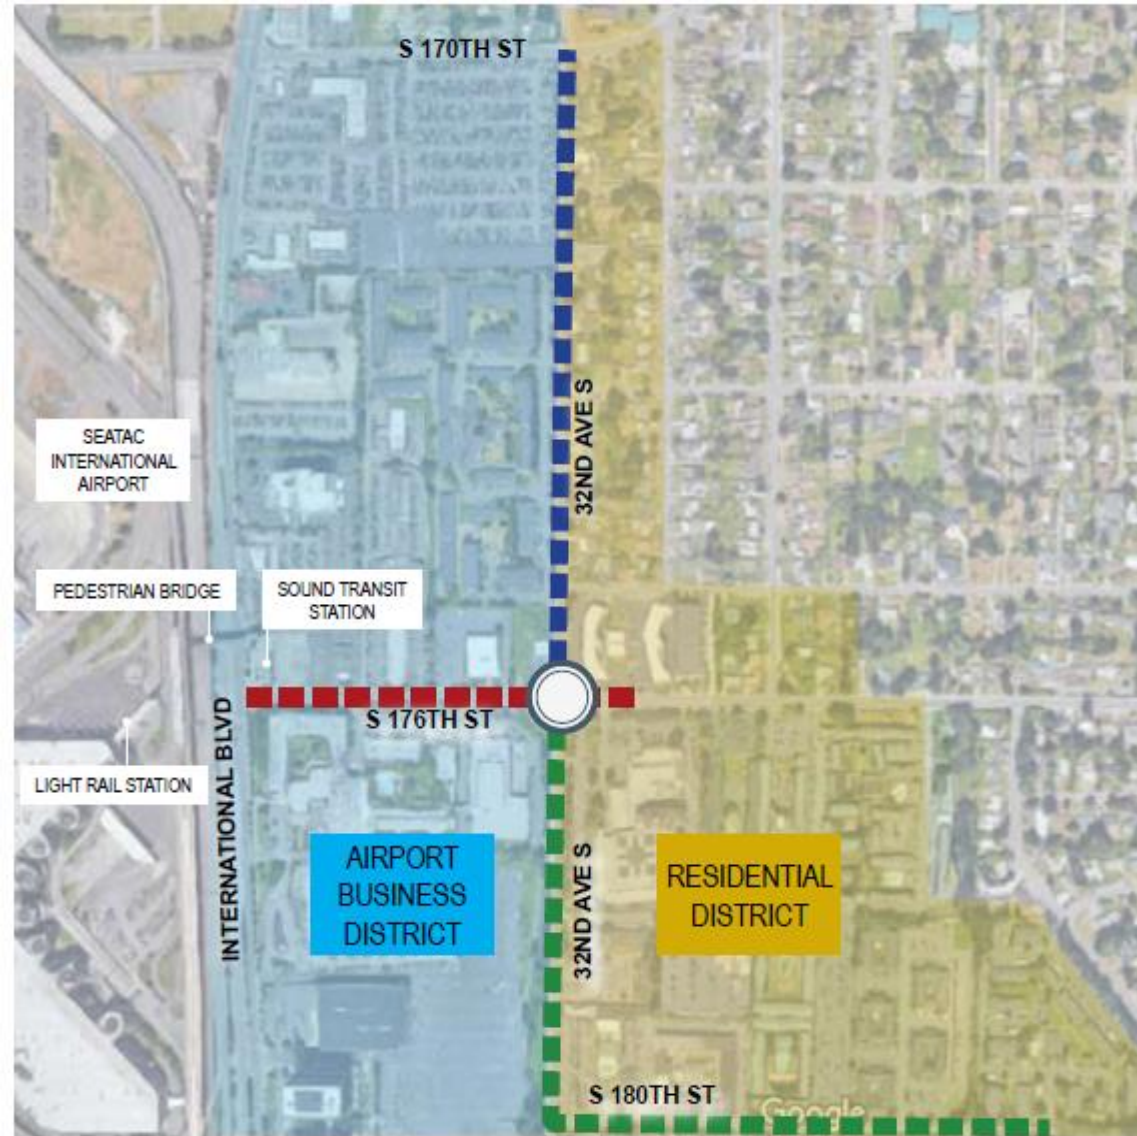 S 170TH ST
32ND AVE S
SEATAC
INTERNATIONAL
AIRPORT
PEDESTRIAN BRIDGE
SOUND TRANSIT
STATION
S 176TH ST
INTERNATIONAL BLVD
LIGHT RAIL STATION
AIRPORT
BUSINESS
DISTRICT
32ND AVE S
RESIDENTIAL
DISTRICT
S 180TH ST
Google